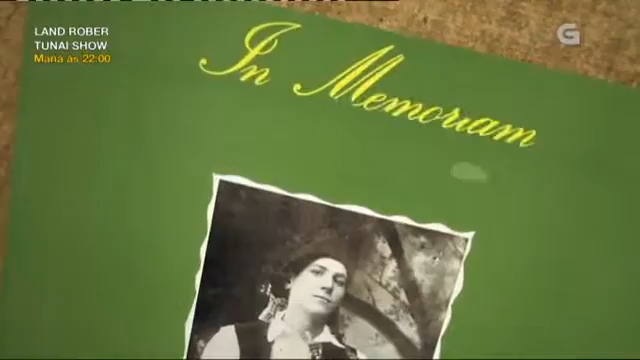 LAND ROBER
TUNAI SHOW
Mañá ás 22:00
G
In Memoriam